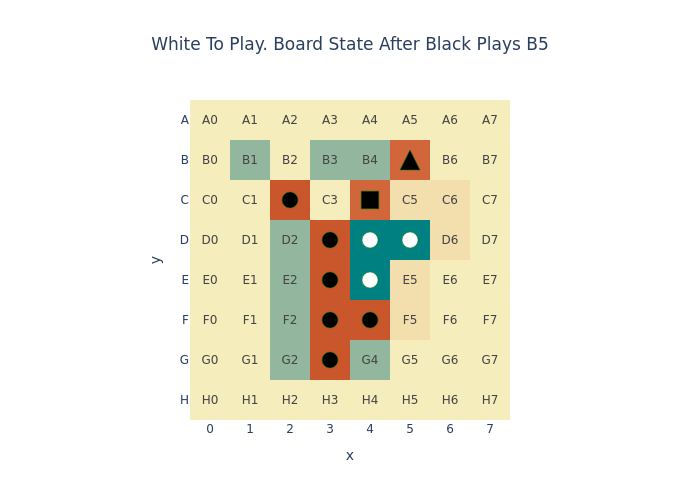 White To Play. Board State After Black Plays B5
A A0 A1 A2 A3 A4 A5 A6 A7
B B0 B1 B2 B3 B4 B6 B7
C C0 C1 C3 C5 C6 C7
D D0 D1 D2 D6 D7
y
E E0 E1 E2 E5 E6 E7
F F0 F1 F2 F5 F6 F7
G G0 G1 G2 G4 G5 G6 G7
H H0 H1 H2 H3 H4 H5 H6 H7
0 1 2 3 4 5 6 7
x